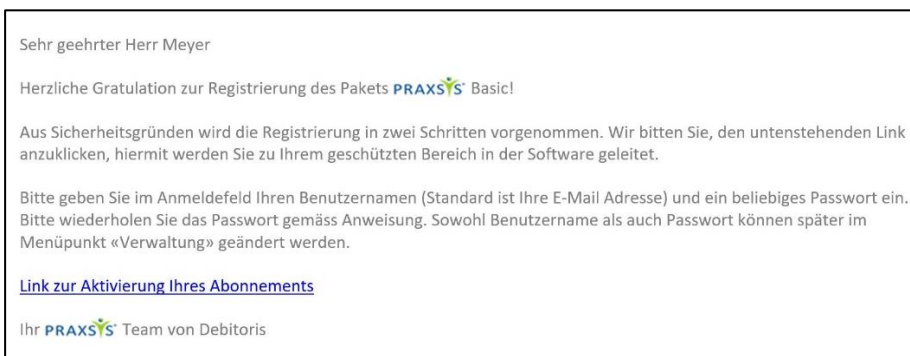 Sehr geehrter Herr Meyer
Herzliche Gratulation zur Registrierung des Pakets PRAXSYS Basic!
Aus Sicherheitsgründen wird die Registrierung in zwei Schritten vorgenommen. Wir bitten Sie, den untenstehenden Link
anzuklicken, hiermit werden Sie zu Ihrem geschützten Bereich in der Software geleitet.
Bitte geben Sie im Anmeldefeld Ihren Benutzernamen (Standard ist Ihre E-Mail Adresse) und ein beliebiges Passwort ein.
Bitte wiederholen Sie das Passwort gemäss Anweisung. Sowohl Benutzername als auch Passwort können später im
Menüpunkt «Verwaltung» geändert werden.
Link zur Aktivierung Ihres Abonnements
Ihr PRAXSYS Team von Debitoris